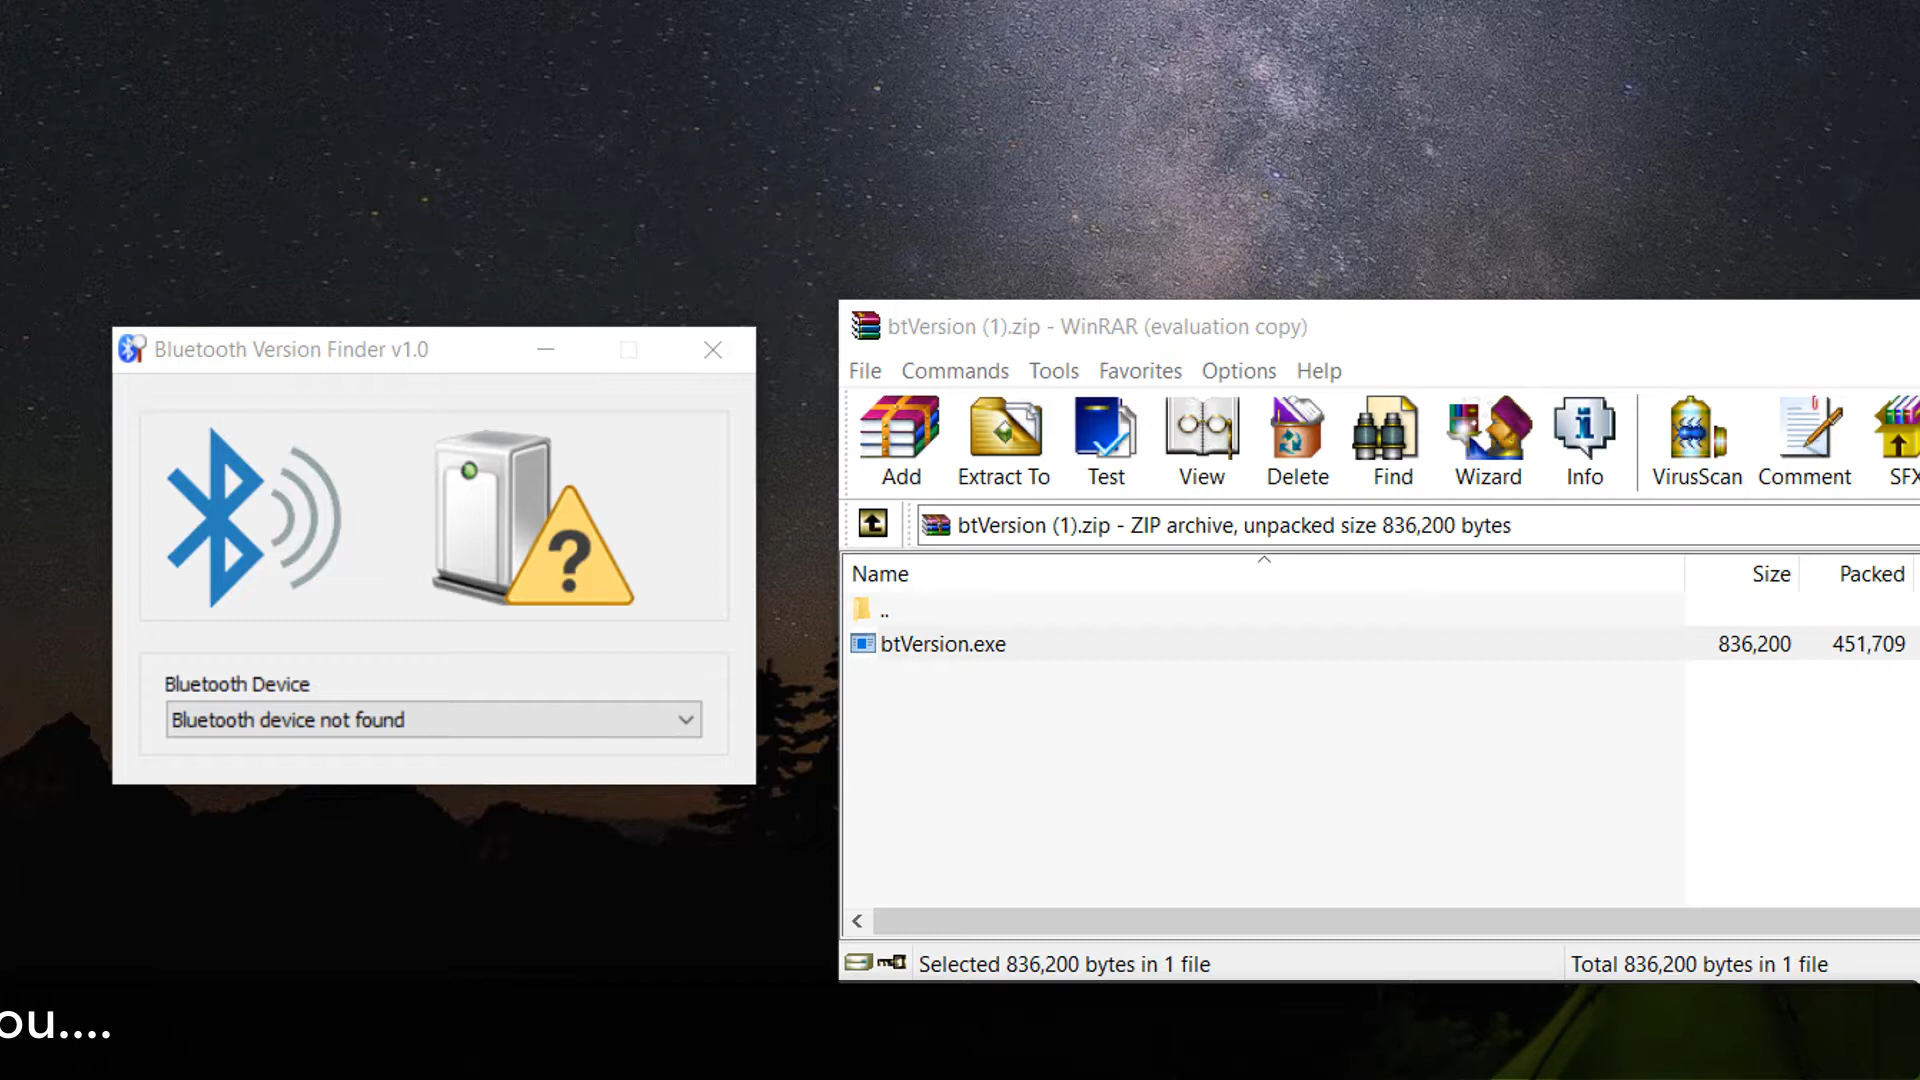 Bluetooth Version Finder v1.0
Bluetooth Device
Bluetooth device not found
btVersion (1).zip - WinRAR (evaluation copy)
File Commands Tools Favorites Options Help
Add Extract To Test View Delete Find Wizard Info VirusScan Comment SFX
btVersion (1).zip - ZIP archive, unpacked size 836,200 bytes
Name Size Packed
..
btVersion.exe 836,200 451,709
Selected 836,200 bytes in 1 file
Total 836,200 bytes in 1 file
ou....